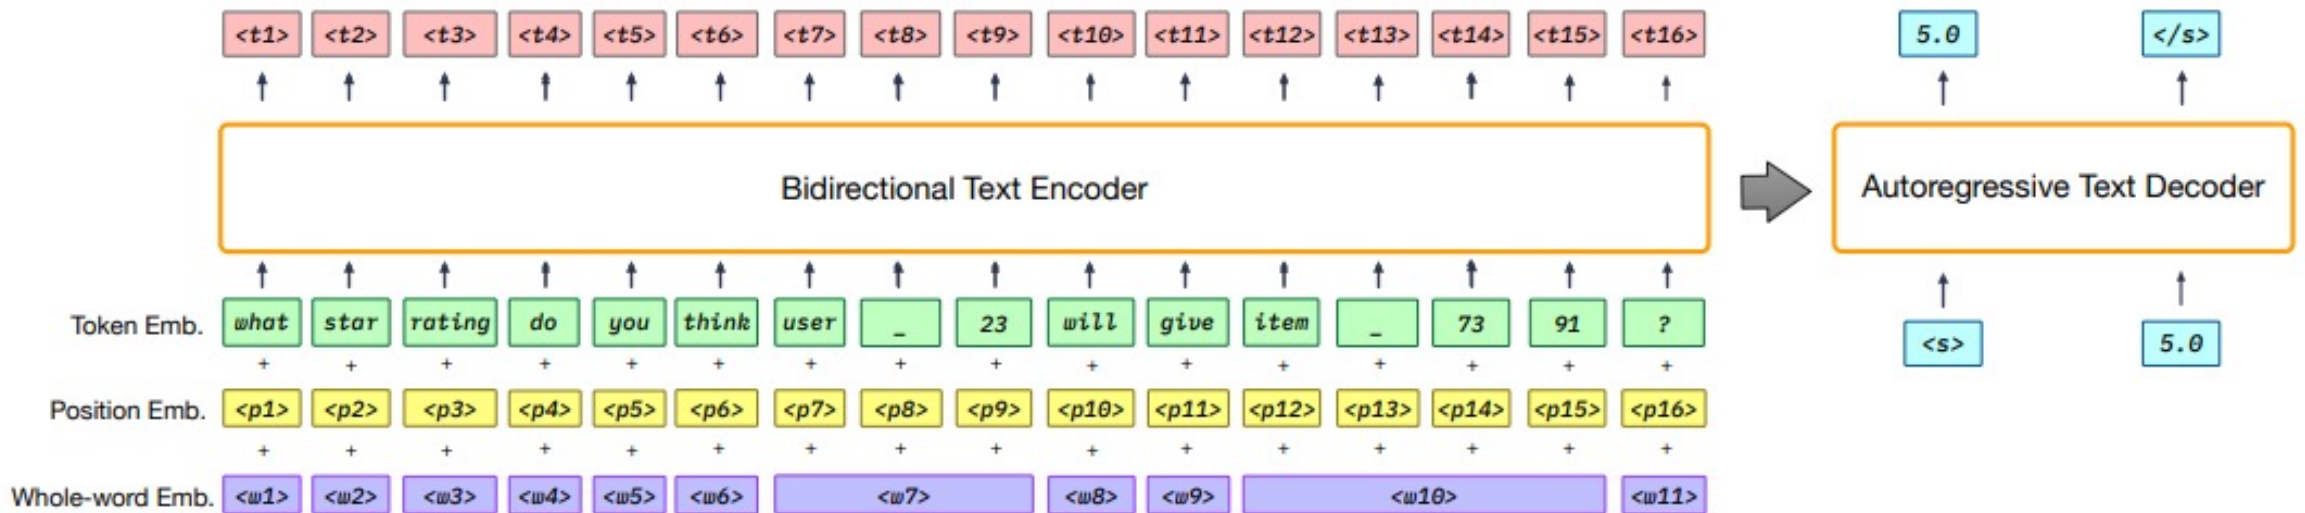 <t1> <t2> <t3> <t4> <t5> <t6> <t7> <t8> <t9> <t10> <t11> <t12> <t13> <t14> <t15> <t16> 5.0 </s>
Bidirectional Text Encoder Autoregressive Text Decoder
Token Emb. what star rating do you think user _ 23 will give item _ 73 91 ? <s> 5.0
+ + + + + + + + + + + + + + + +
Position Emb. <p1> <p2> <p3> <p4> <p5> <p6> <p7> <p8> <p9> <p10> <p11> <p12> <p13> <p14> <p15> <p16>
+ + + + + + + + + + + + + + + +
Whole-word Emb. <w1> <w2> <w3> <w4> <w5> <w6> <w7> <w8> <w9> <w10> <w11>